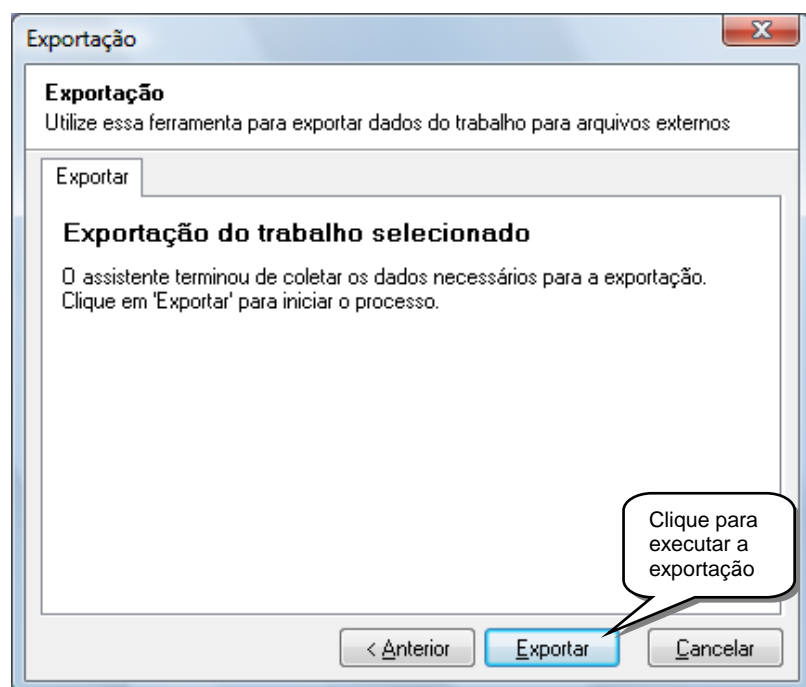 Exportação
Exportação
Utilize essa ferramenta para exportar dados do trabalho para arquivos externos
Exportar
Exportação do trabalho selecionado
O assistente terminou de coletar os dados necessários para a exportação.
Clique em 'Exportar' para iniciar o processo.
Clique para
executar a
exportação
< Anterior
Exportar
Cancelar